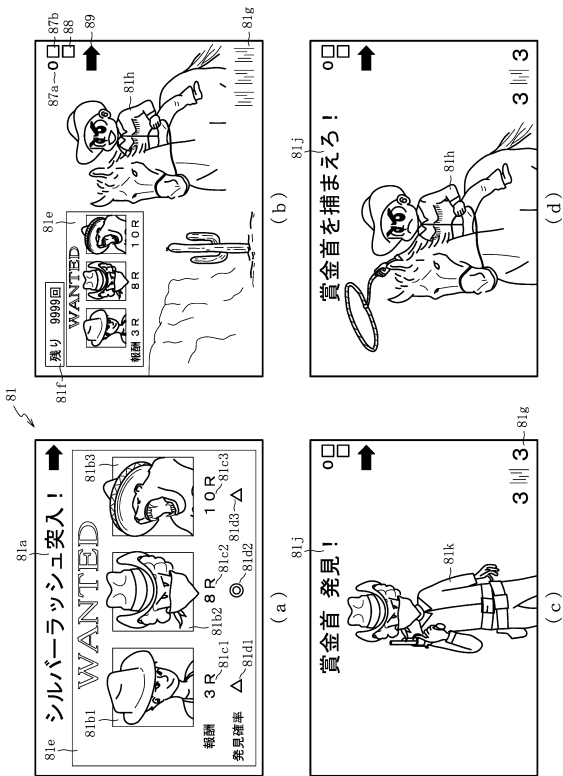 81
81a
シルバーラッシュ突入！
81e
WANTED
81b1
81b2
81b3
報酬
3R
8R
10R
81c1
81c2
81c3
発見確率
△
◎
△
81d1
81d2
81d3
(a)
87a
87b
88
89
81f
残り 9999回
81e
WANTED
報酬
3R
8R
10R
81h
81g
(b)
81j
賞金首 発見！
81k
3
3
81g
(c)
81j
賞金首を捕まえろ！
81h
3
3
(d)